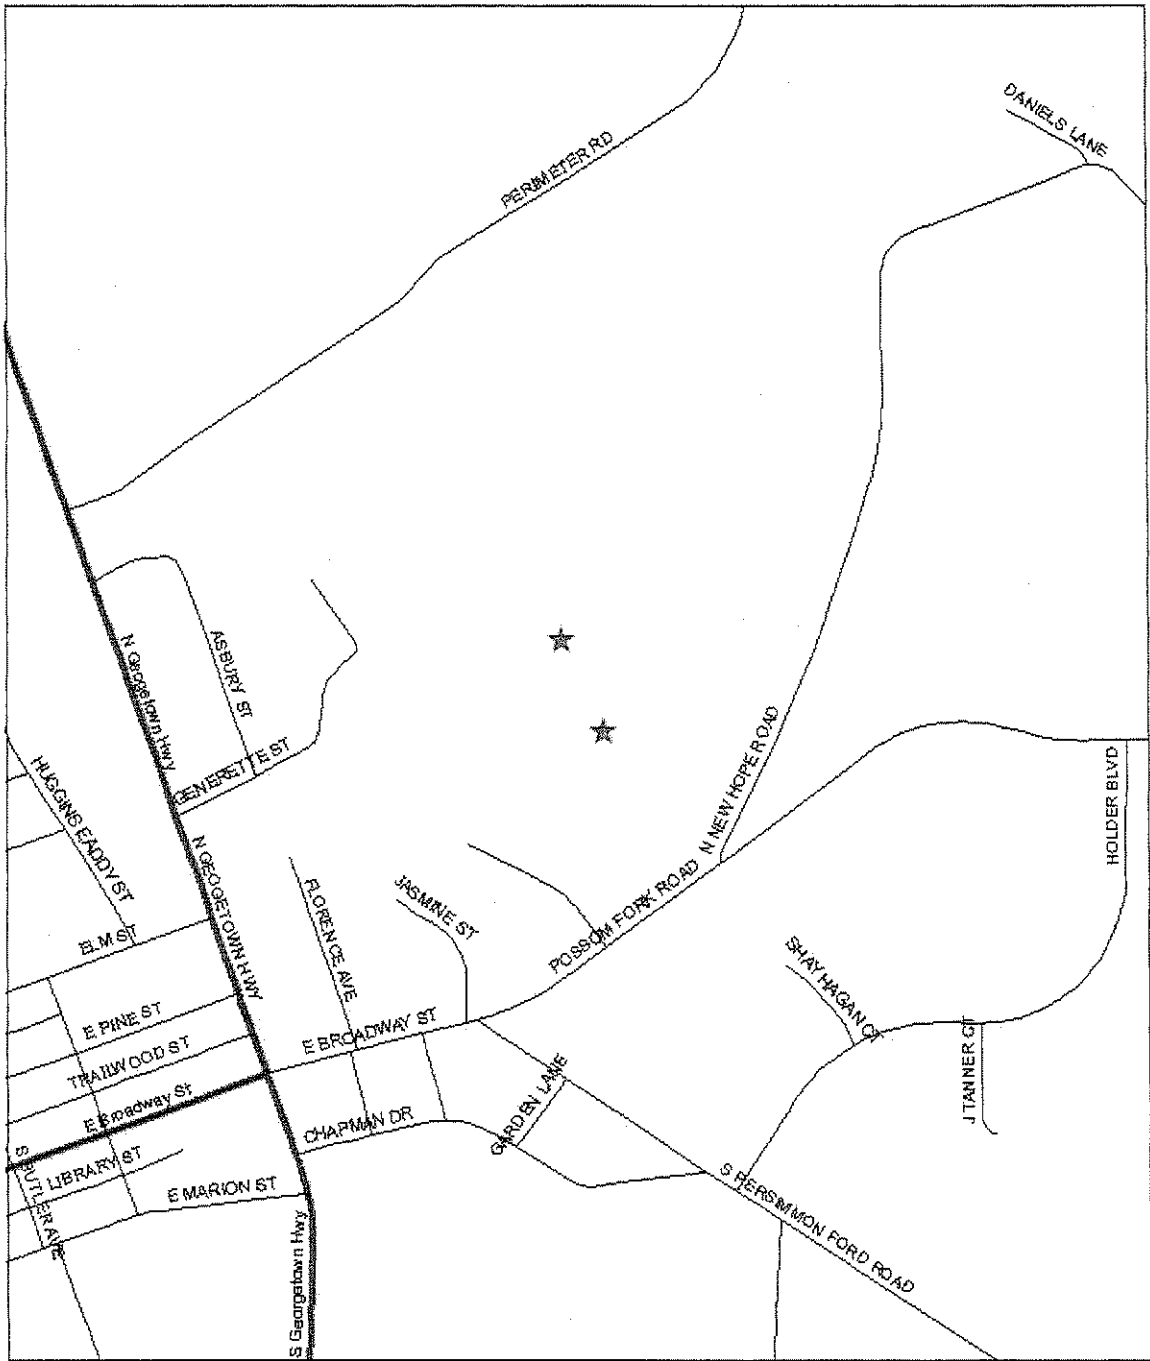 DANIELS LANE
PERIMETER RD
N Geogetown Hwy
ASBURY ST
GENERETTE ST
HUGGINS EADDY ST
N NEW HOPE ROAD
HOLDER BLVD
N GEOGETOWN HWY
FLORENCE AVE
JASMINE ST
POSSOM FORK ROAD
ELM ST
SHAY HAGAN CT
E PINE ST
E BROADWAY ST
TRAILWOOD ST
J TANNER CT
GARDEN LANE
E Broadway St
CHAPMAN DR
S BUTLER AVE
LIBRARY ST
E MARION ST
S PERSIMMON FORD ROAD
S Georgetown Hwy